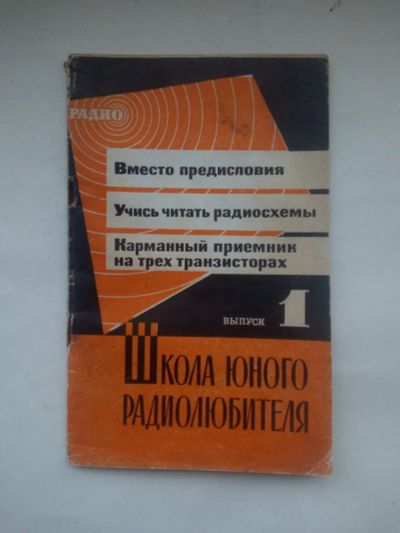 РАДИО
Вместо предисловия
Учись читать радиосхемы
Карманный приемник
на трех транзисторах
ВЫПУСК 1
ШКОЛА ЮНОГО
РАДИОЛЮБИТЕЛЯ